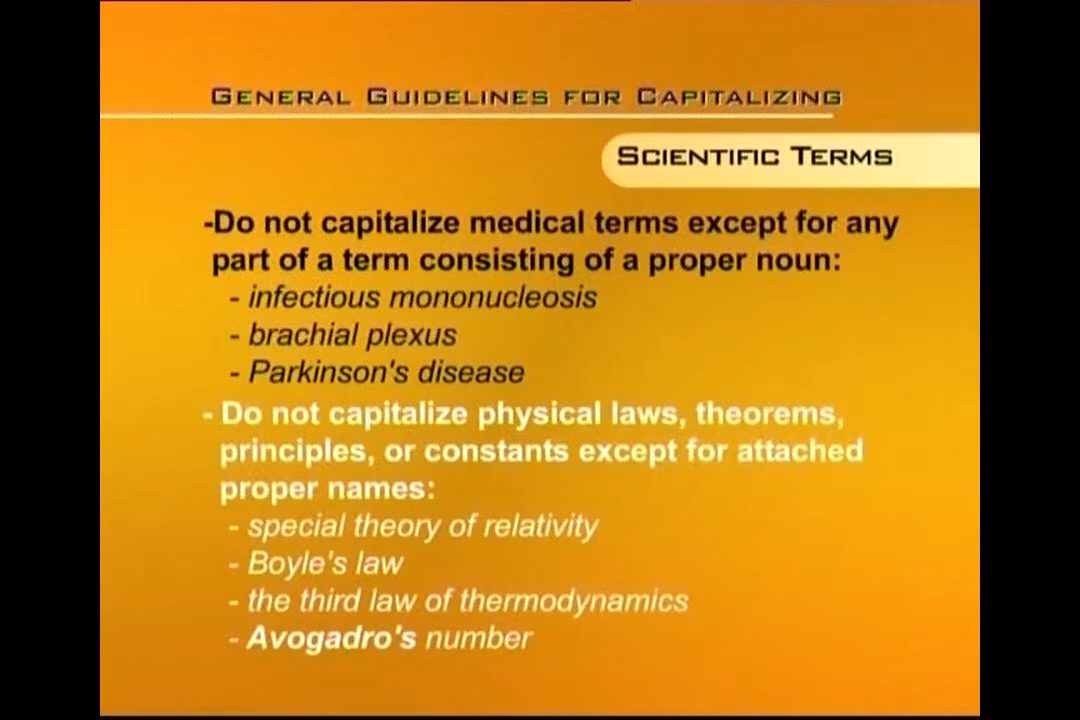 GENERAL GUIDELINES FOR CAPITALIZING
SCIENTIFIC TERMS
-Do not capitalize medical terms except for any
part of a term consisting of a proper noun:
- infectious mononucleosis
- brachial plexus
- Parkinson's disease
- Do not capitalize physical laws, theorems,
principles, or constants except for attached
proper names:
- special theory of relativity
- Boyle's law
- the third law of thermodynamics
- Avogadro's number